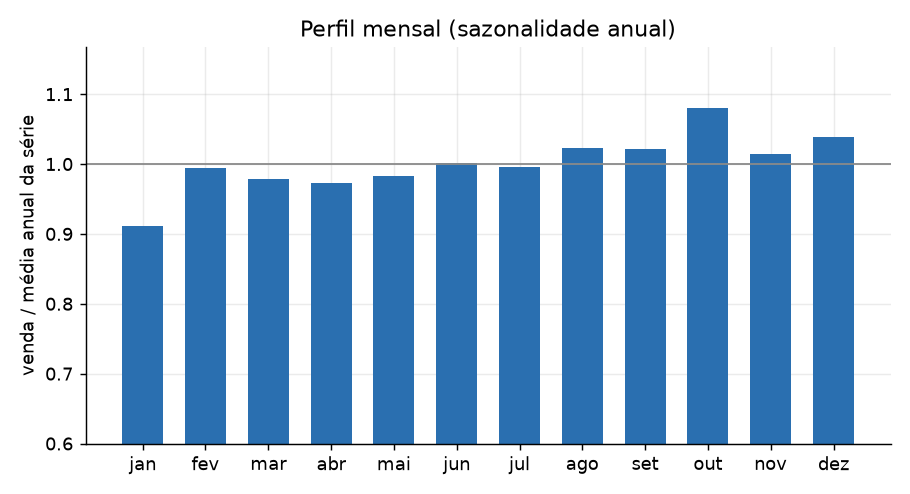 Perfil mensal (sazonalidade anual)
venda / média anual da série
1.1
1.0
0.9
0.8
0.7
0.6
jan fev mar abr mai jun jul ago set out nov dez